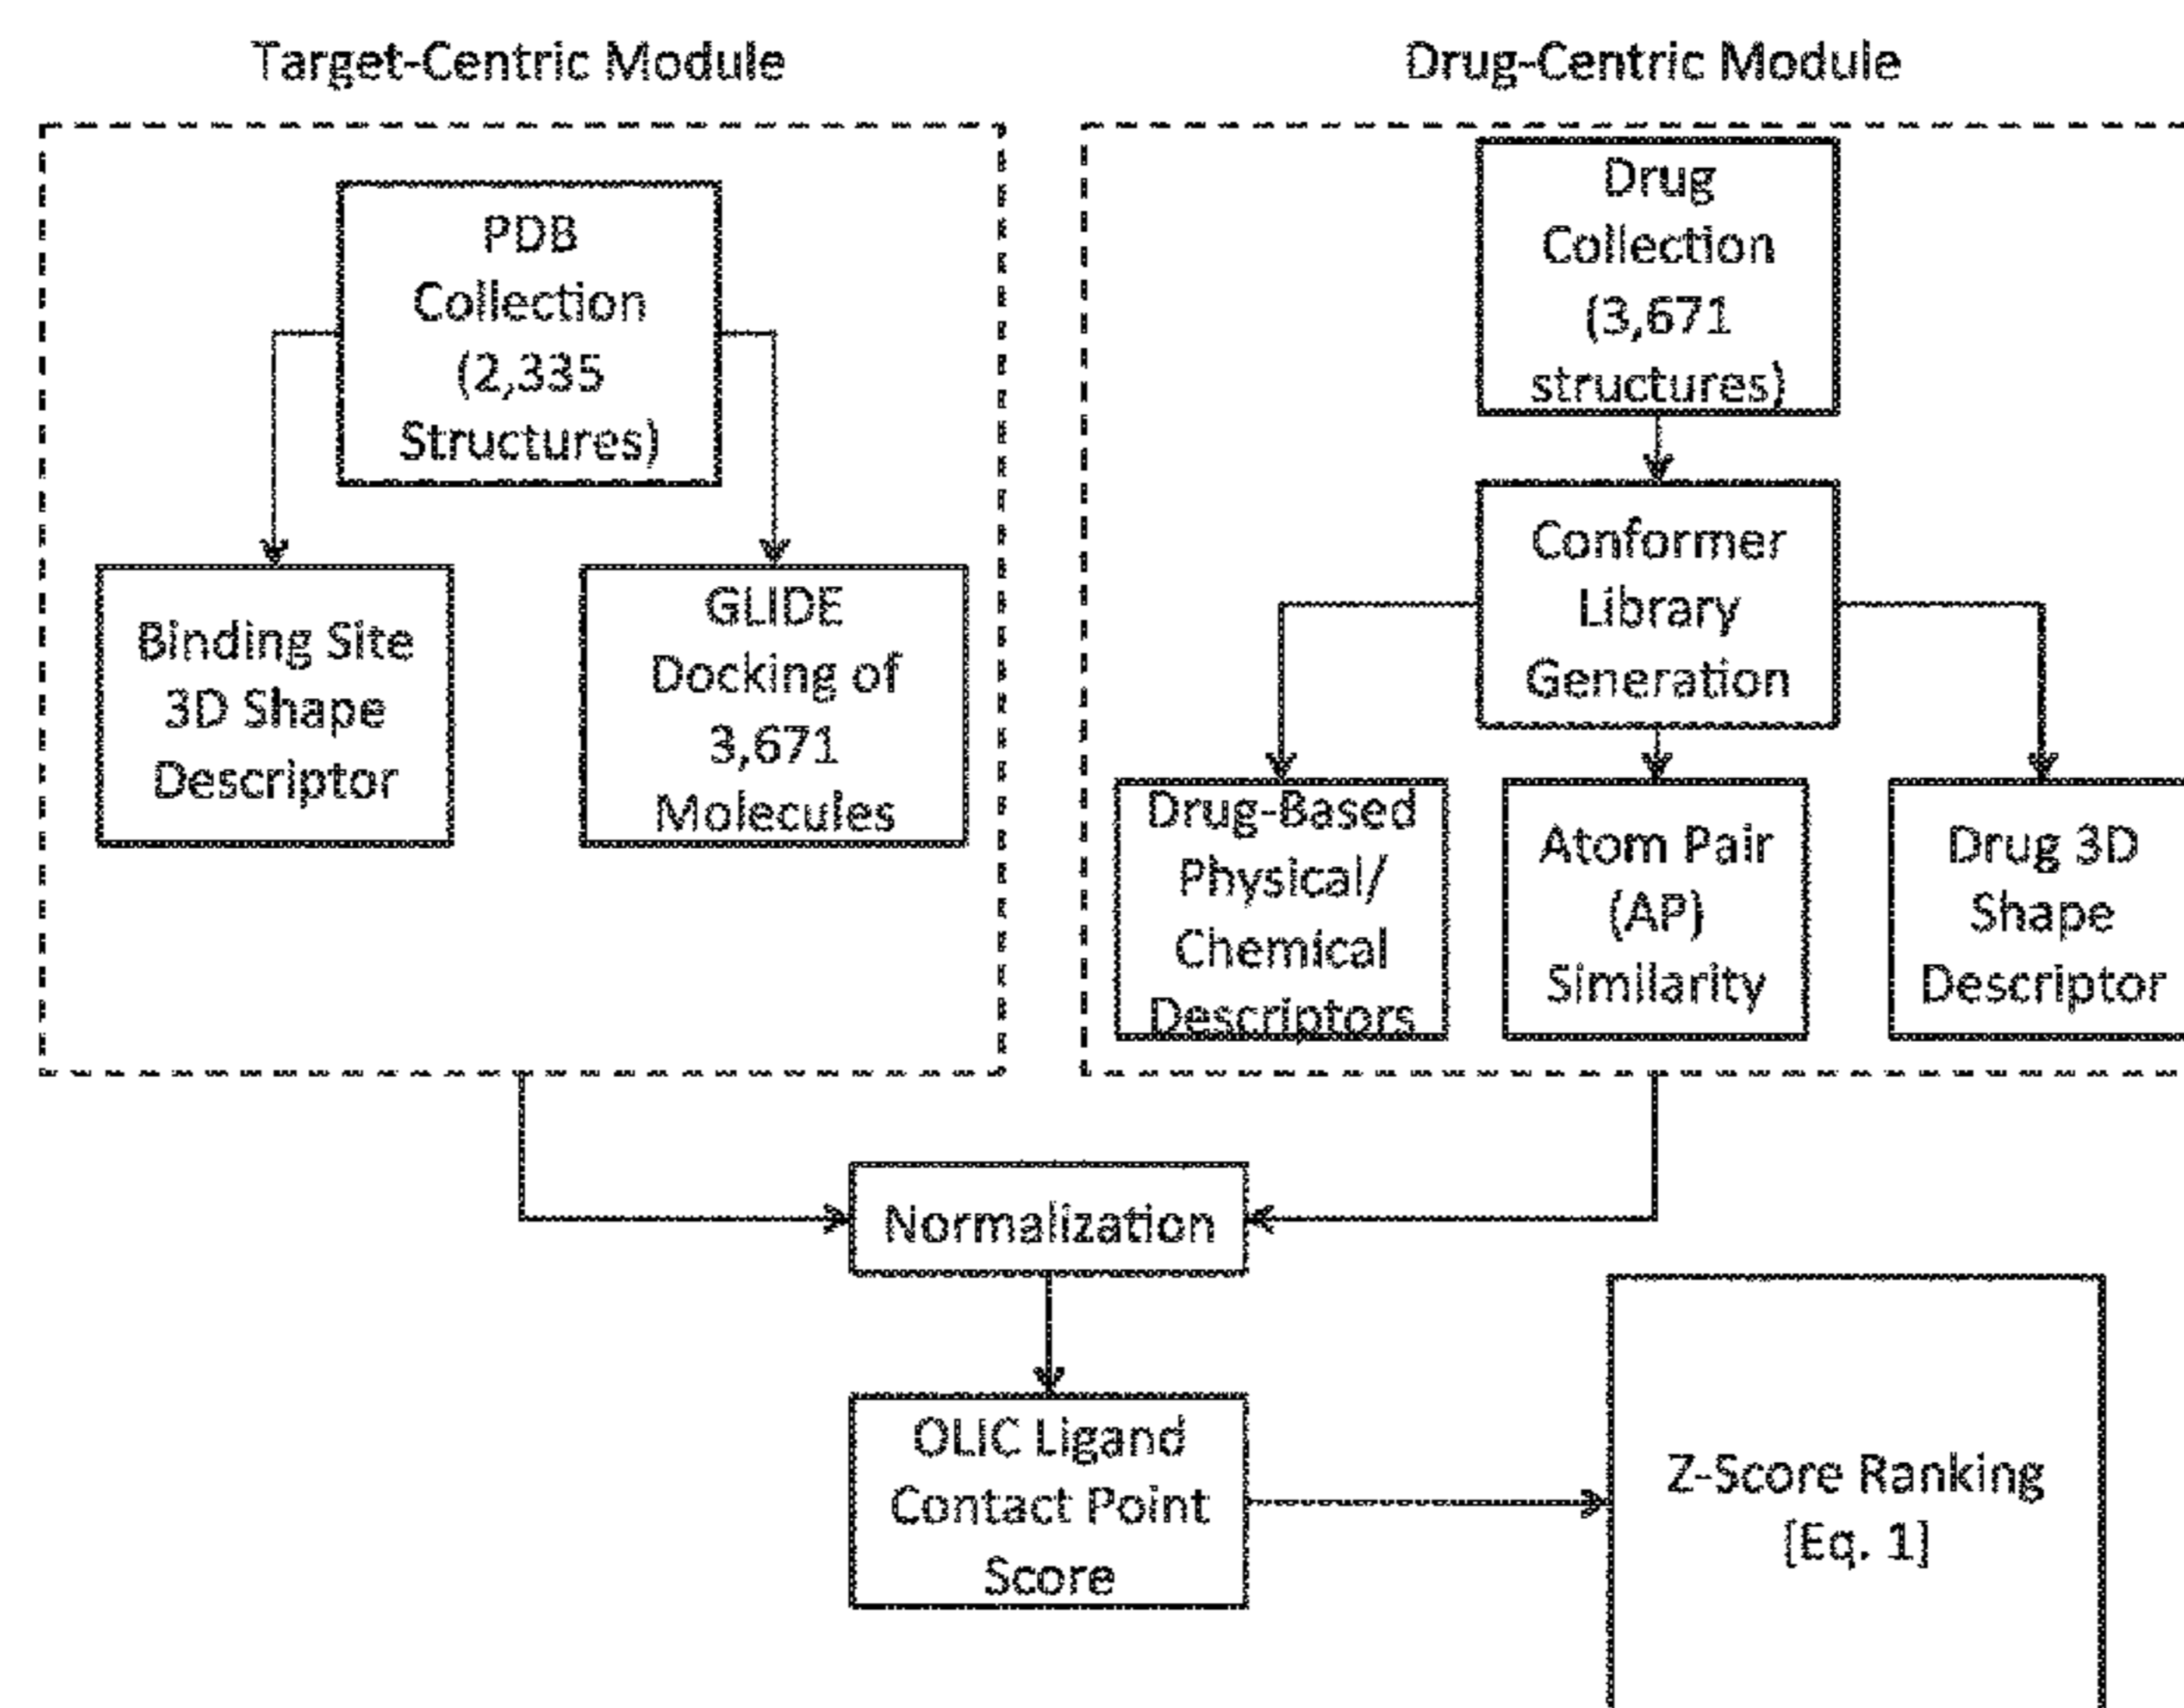 Target-Centric Module
Drug-Centric Module
PDB
Collection
(2,335
Structures)
Binding Site
3D Shape
Descriptor
GLIDE
Docking of
3,671
Molecules
Drug
Collection
(3,671
structures)
Conformer
Library
Generation
Drug-Based
Physical/
Chemical
Descriptors
Atom Pair
(AP)
Similarity
Drug 3D
Shape
Descriptor
Normalization
OLIC Ligand
Contact Point
Score
Z-Score Ranking
[Eq. 1]